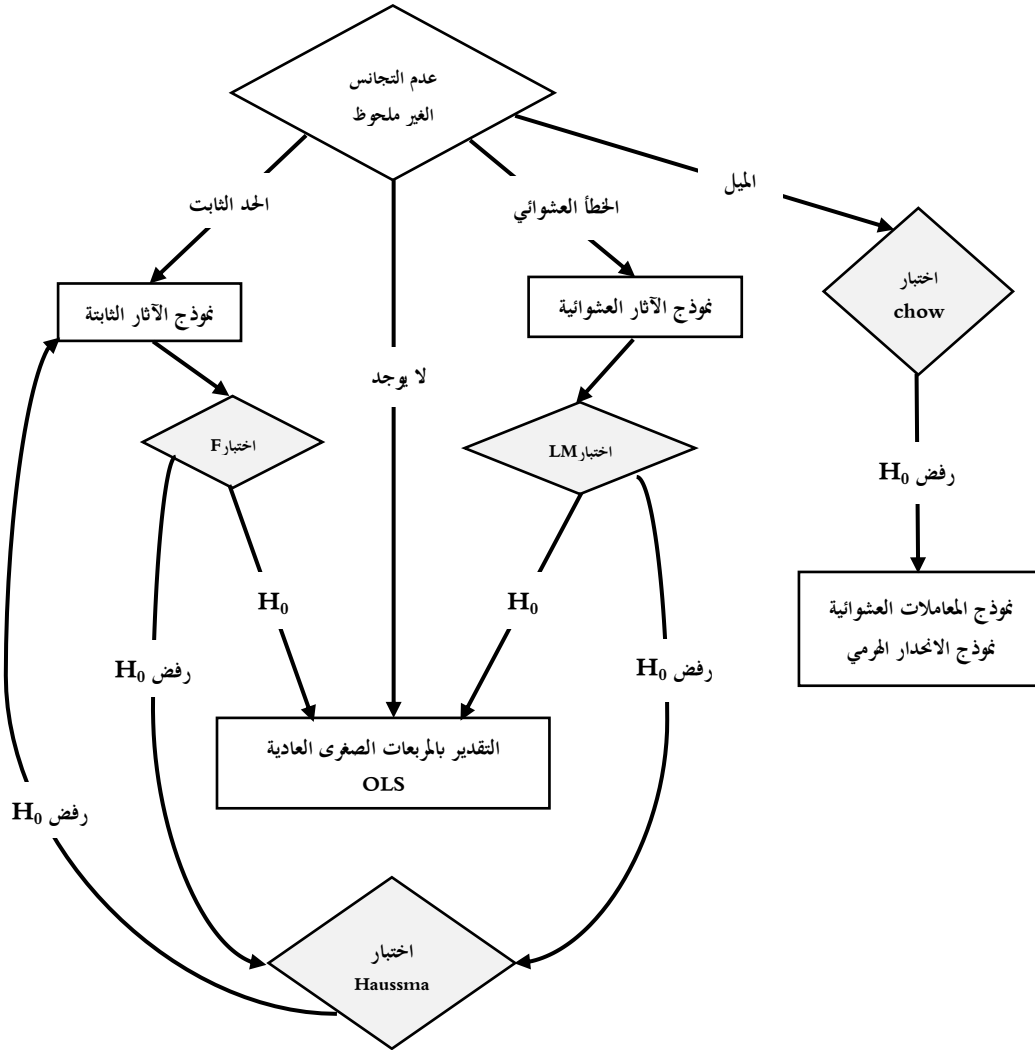 عدم التجانس
الغير ملحوظ
الميل
الخطأ العشوائي
الحد الثابت
اختبار
chow
نموذج الآثار العشوائية
نموذج الآثار الثابتة
لا يوجد
اختبارLM
اختبارF
رفض H₀
H₀
H₀
نموذج المعاملات العشوائية
نموذج الانحدار الهرمي
رفض H₀
رفض H₀
التقدير بالمربعات الصغرى العادية
OLS
رفض H₀
اختبار
Haussma